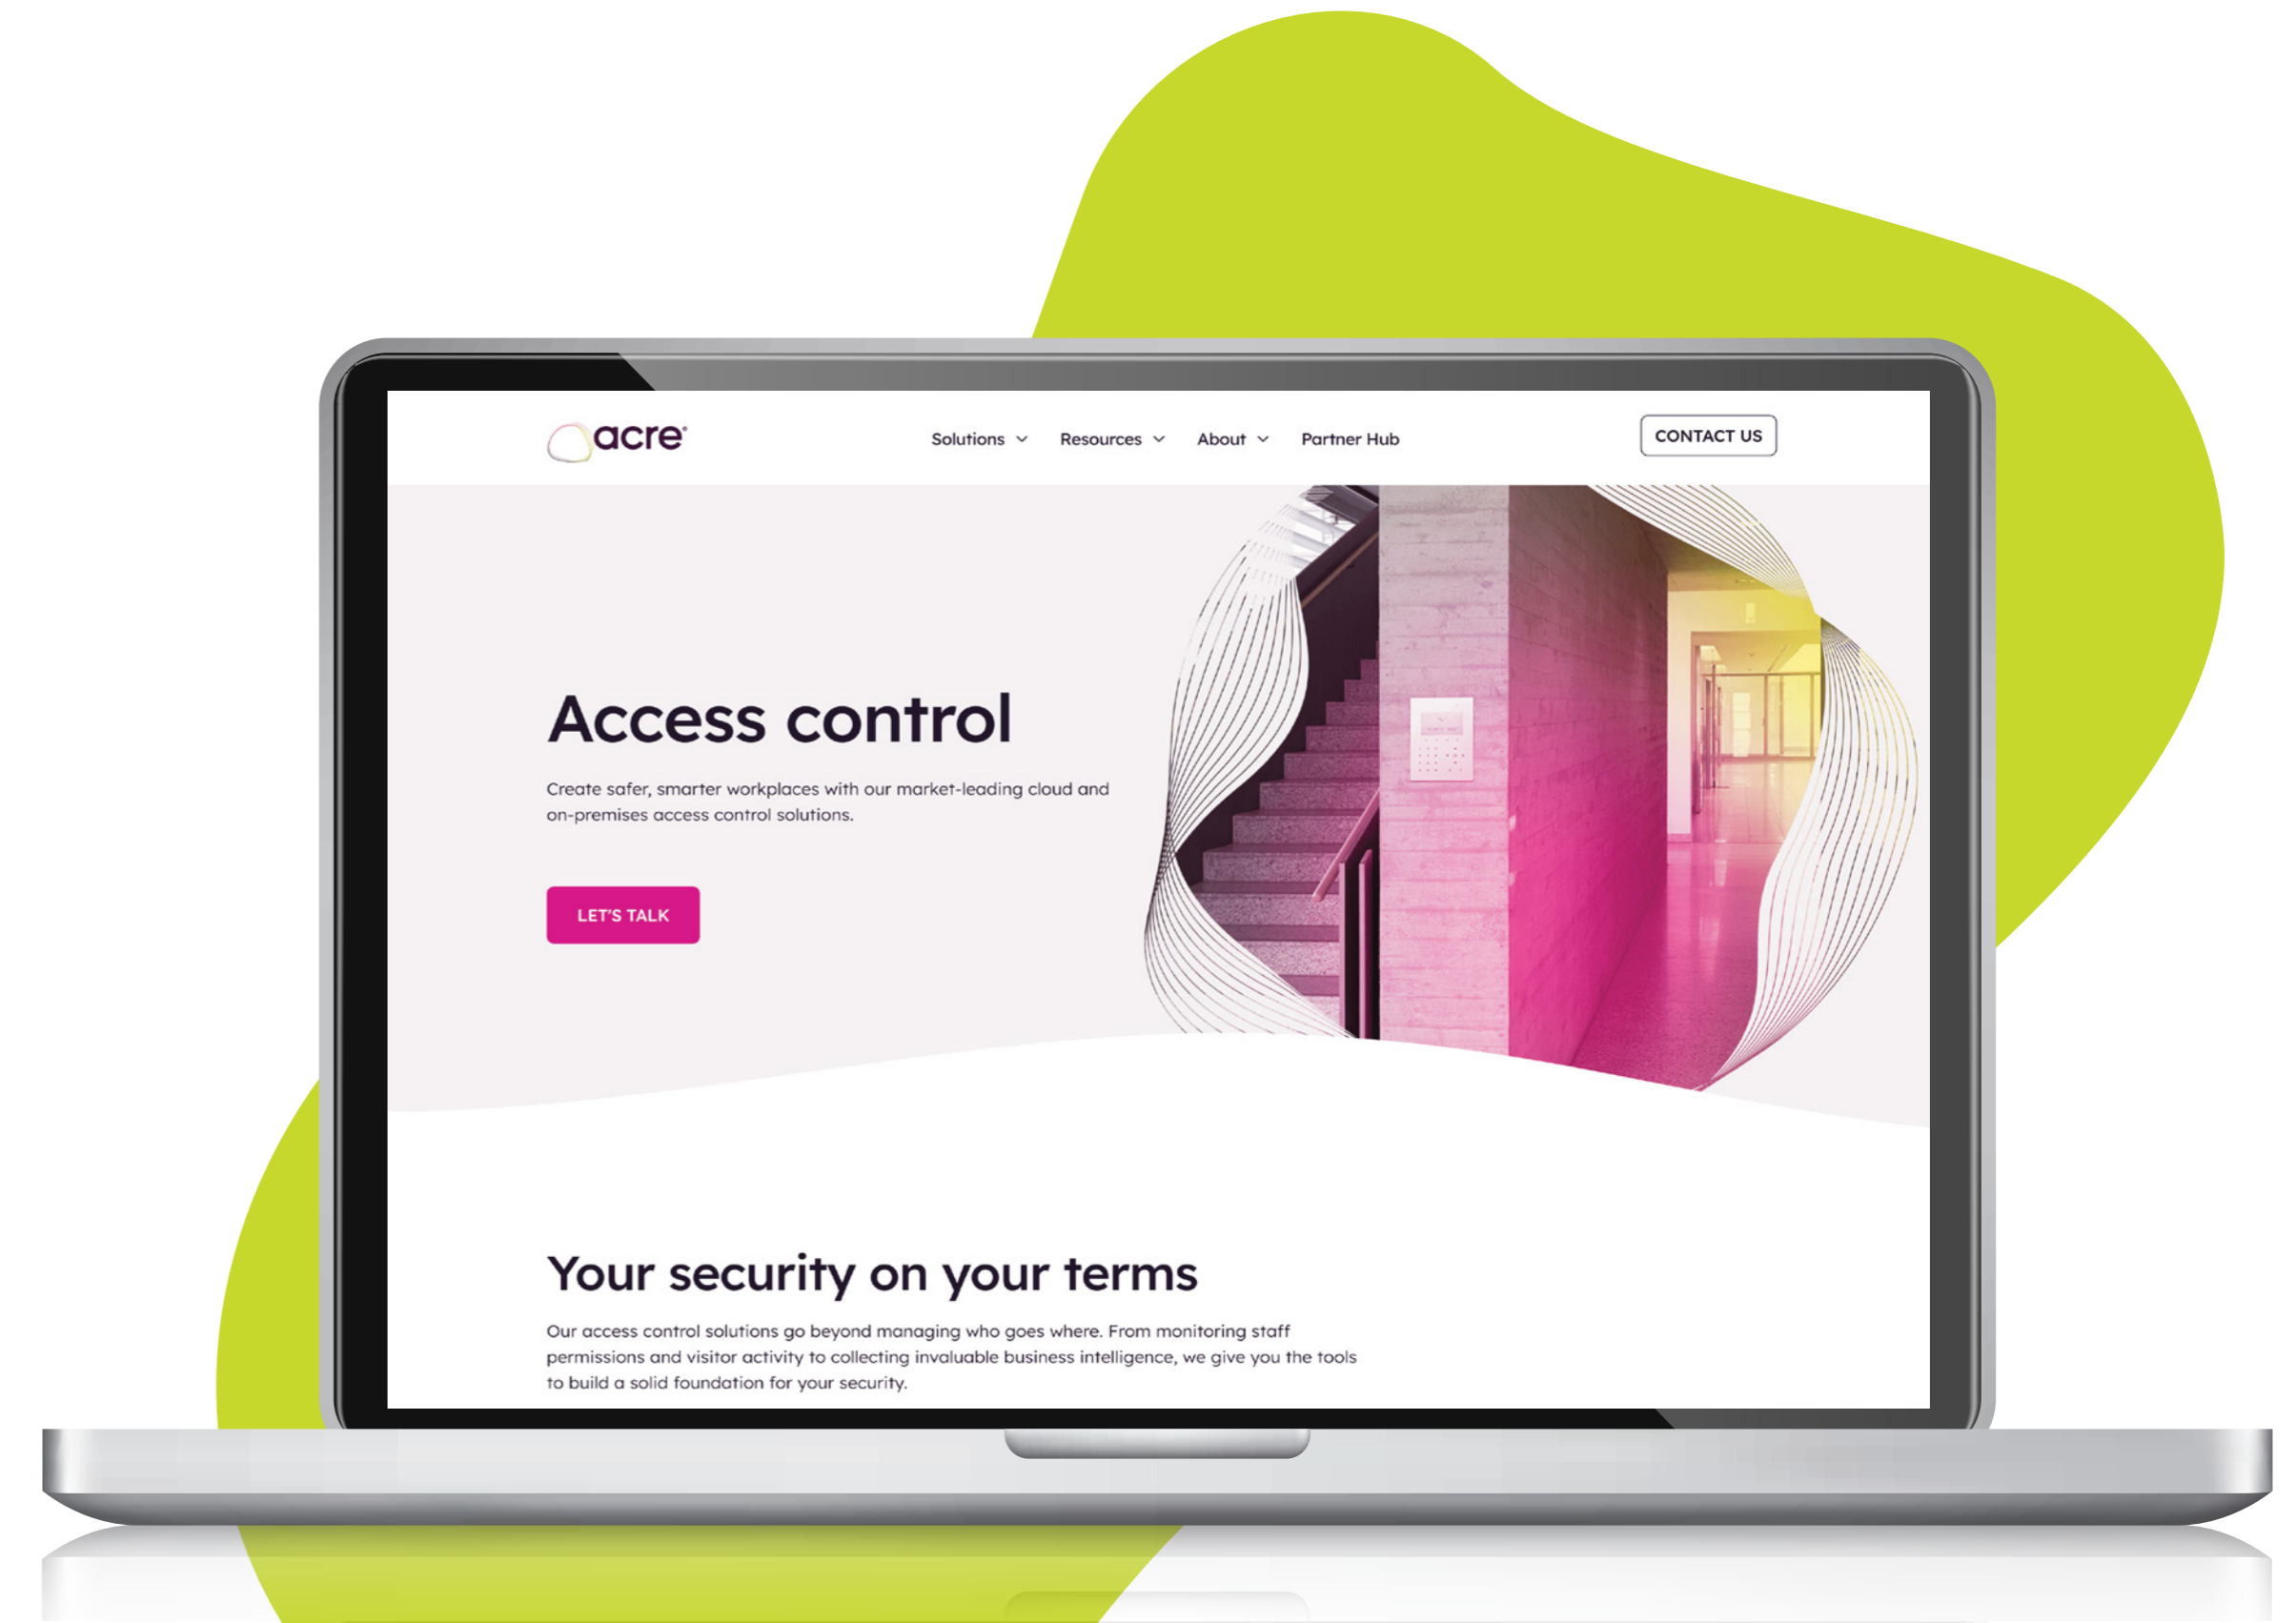 acre
Solutions
Resources
About
Partner Hub
CONTACT US
Access control
Create safer, smarter workplaces with our market-leading cloud and
on-premises access control solutions.
LET'S TALK
Your security on your terms
Our access control solutions go beyond managing who goes where. From monitoring staff
permissions and visitor activity to collecting invaluable business intelligence, we give you the tools
to build a solid foundation for your security.